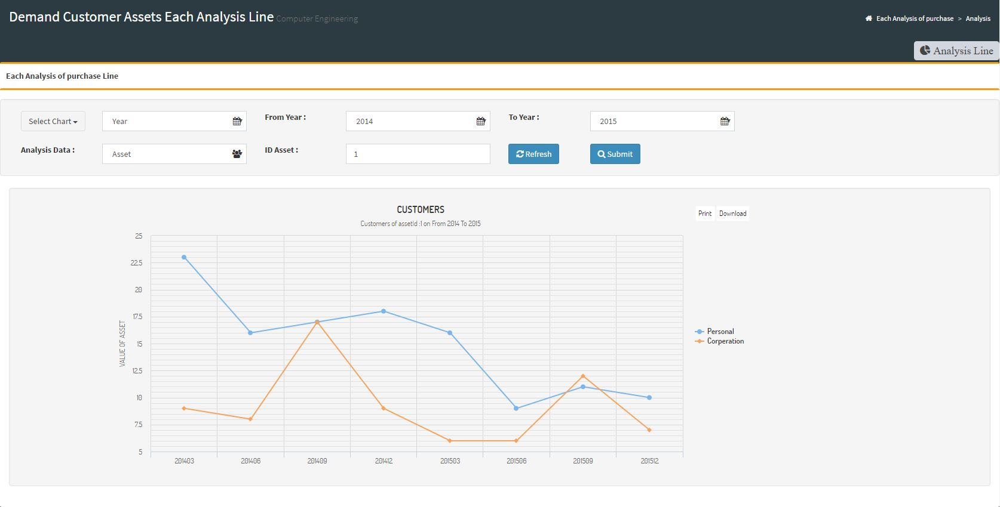 Demand Customer Assets Each Analysis Line Computer Engineering
Each Analysis of purchase > Analysis
Analysis Line
Each Analysis of purchase Line
Select Chart Year From Year : 2014 To Year : 2015
Analysis Data : Asset ID Asset : 1 Refresh Submit
CUSTOMERS
Customers of assetId :1 on From 2014 To 2015
Print Download
25
22.5
20
17.5
15
12.5
10
7.5
5
VALUE OF ASSET
Personal
Corperation
201403 201406 201409 201412 201503 201506 201509 201512